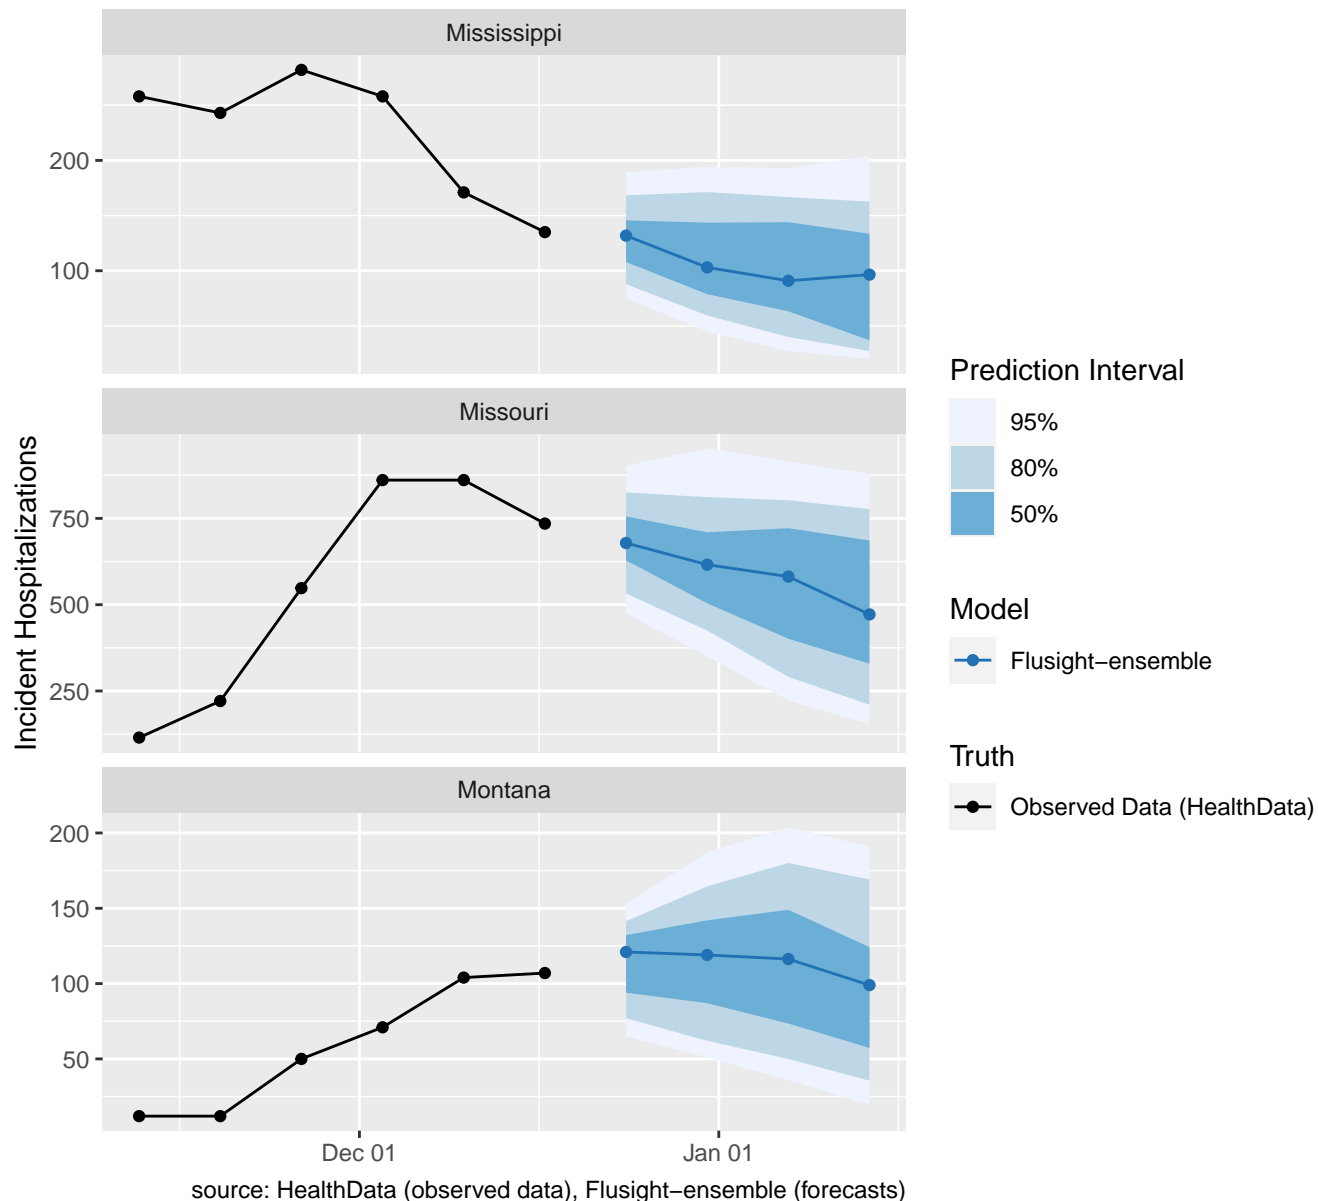 Mississippi
200
100
Missouri
750
500
250
Montana
200
150
100
50
Dec 01
Jan 01
Incident Hospitalizations
source: HealthData (observed data), Flusight−ensemble (forecasts)
Prediction Interval
95%
80%
50%
Model
Flusight−ensemble
Truth
Observed Data (HealthData)